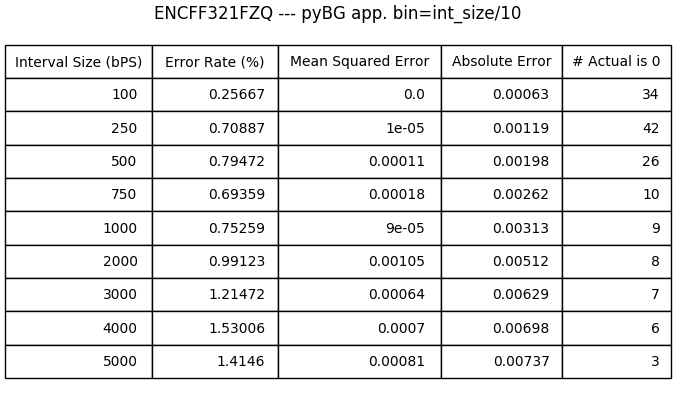 ENCFF321FZQ --- pyBG app. bin=int_size/10
Interval Size (bPS) Error Rate (%) Mean Squared Error Absolute Error # Actual is 0
100 0.25667 0.0 0.00063 34
250 0.70887 1e-05 0.00119 42
500 0.79472 0.00011 0.00198 26
750 0.69359 0.00018 0.00262 10
1000 0.75259 9e-05 0.00313 9
2000 0.99123 0.00105 0.00512 8
3000 1.21472 0.00064 0.00629 7
4000 1.53006 0.0007 0.00698 6
5000 1.4146 0.00081 0.00737 3